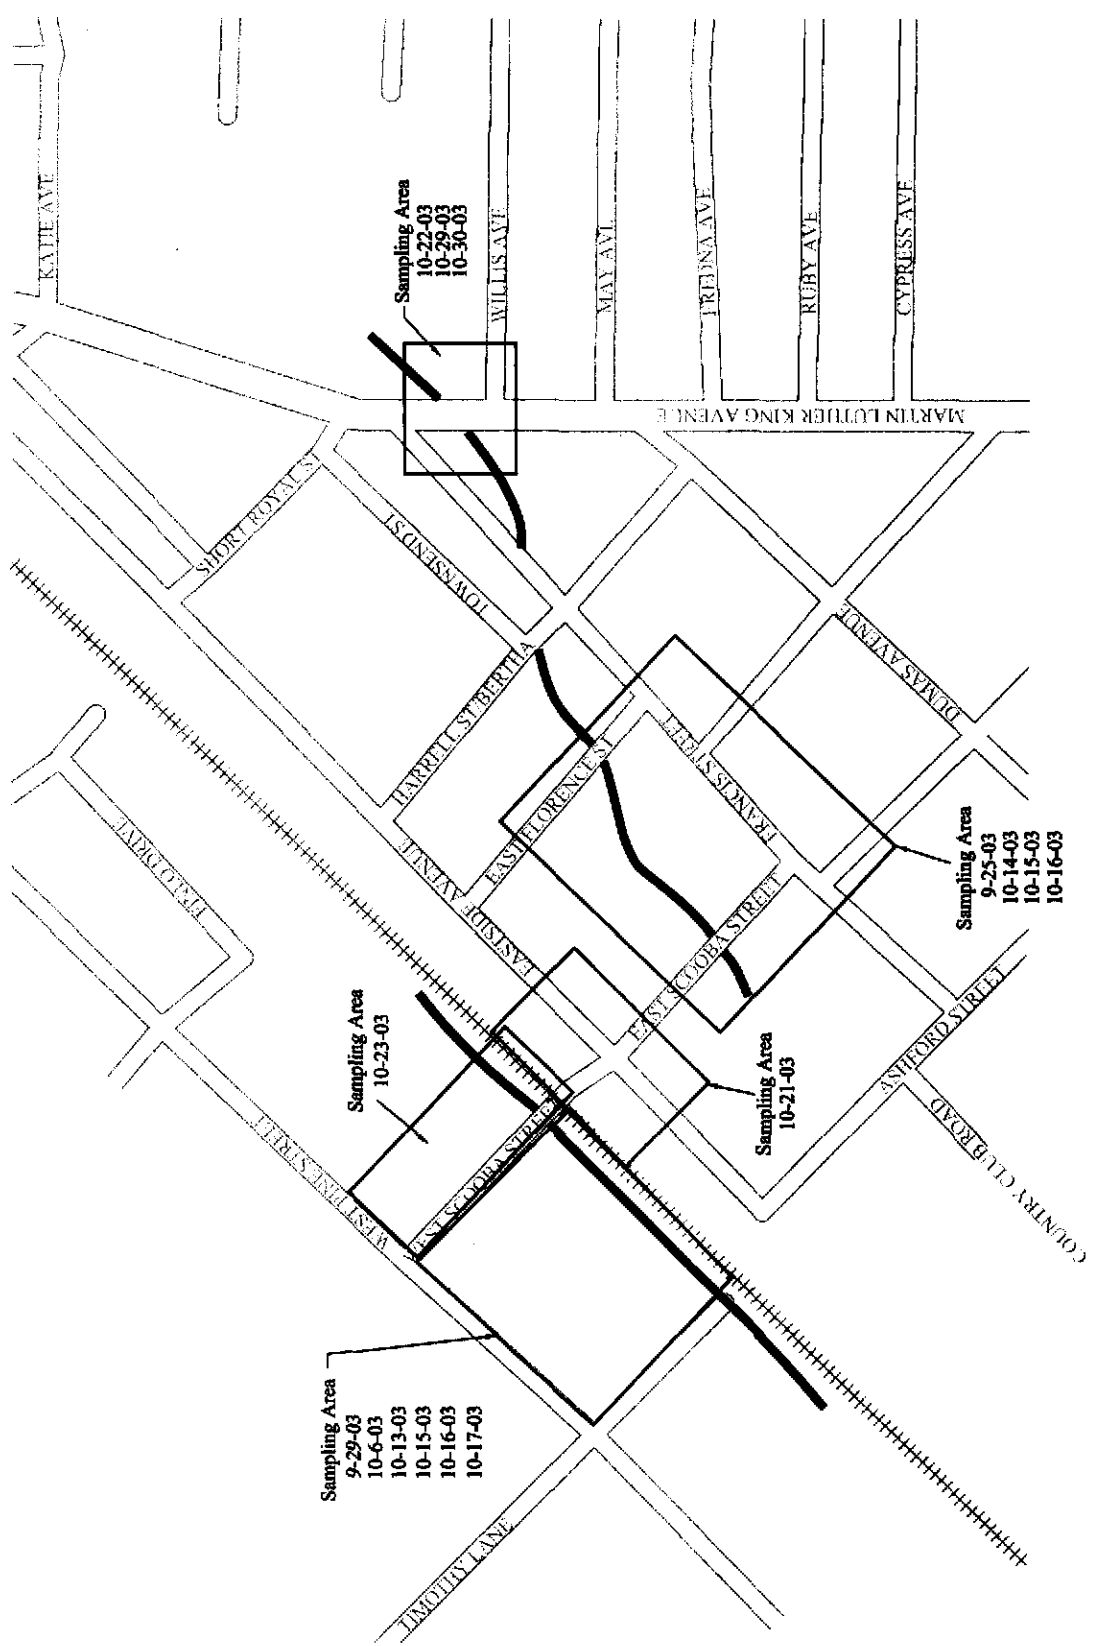 KATIE AVE
Sampling Area
10-22-03
10-29-03
10-30-03
WILLIS AVE
MAY AVE
FREDNA AVE
RUBY AVE
CYPRESS AVE
MARTIN LUTHER KING AVENUE
SHORT ROYAL ST
TOWNSEND ST
HARRELL ST/BERTHA
DUMAS AVENUE
EAST FLORENCE ST
FRANCIS STREET
EASTSIDE AVENUE
EAST SCOOBA STREET
Sampling Area
9-25-03
10-14-03
10-15-03
10-16-03
Sampling Area
10-23-03
Sampling Area
10-21-03
ASHFORD STREET
COUNTRY CLUB ROAD
WEST PINE STREET
WEST
WEST SCOOBA STREET
Sampling Area
9-29-03
10-6-03
10-13-03
10-15-03
10-16-03
10-17-03
TIMOTHY LANE